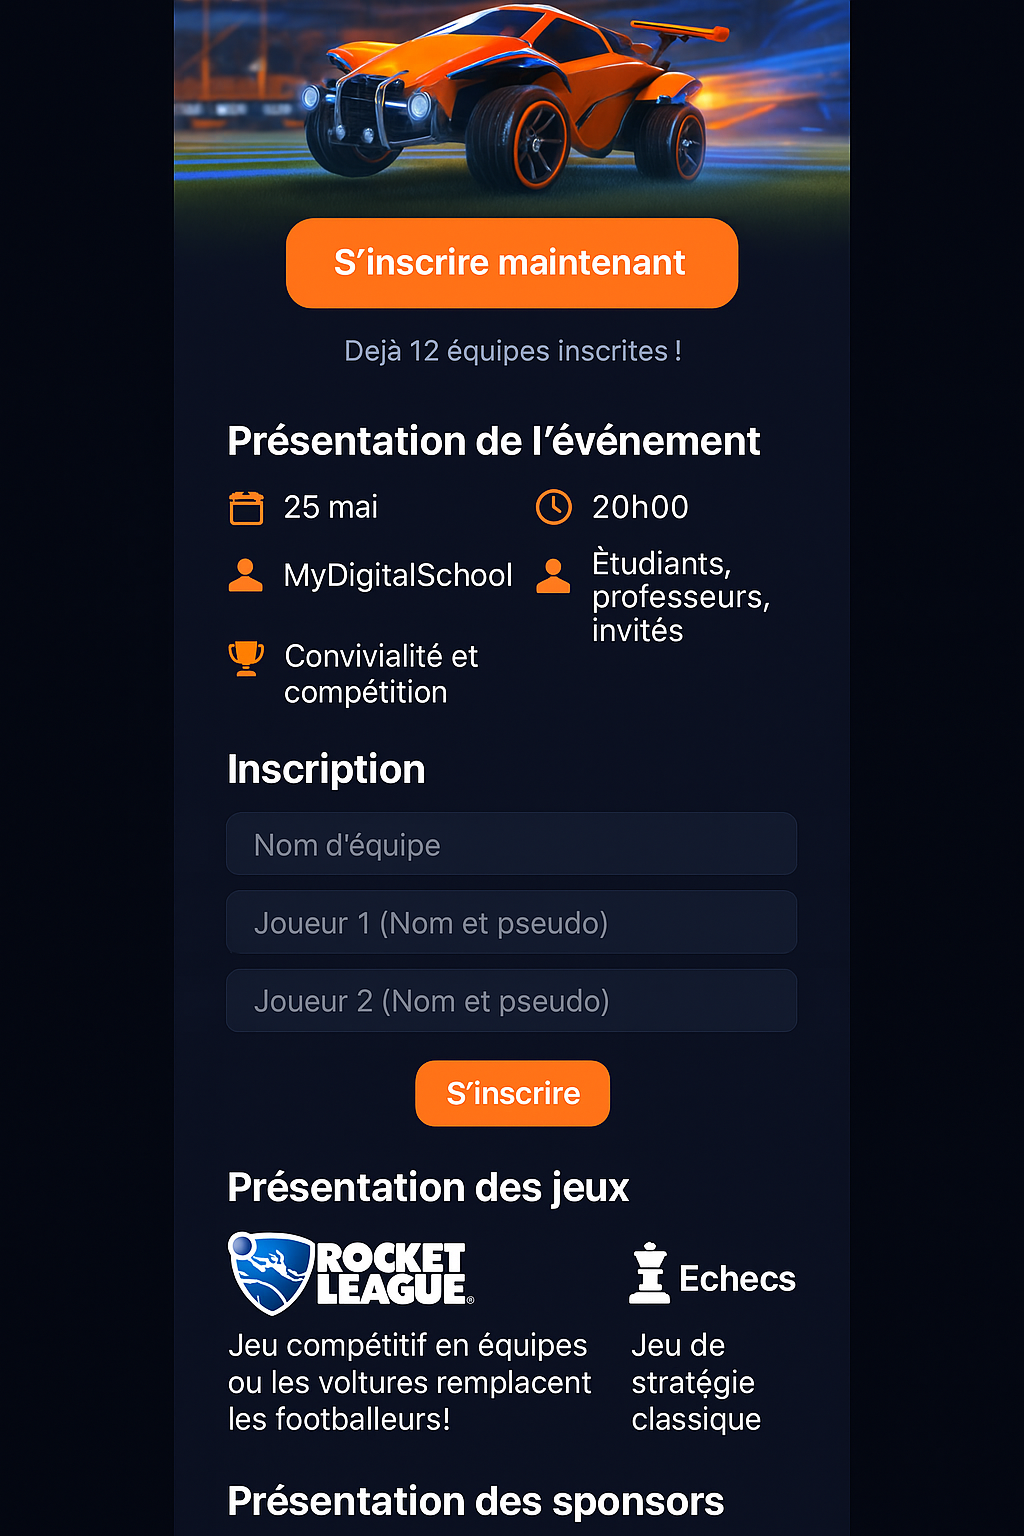 S'inscrire maintenant
Dejà 12 équipes inscrites !
Présentation de l'événement
25 mai
20h00
MyDigitalSchool
Ètudiants,
professeurs,
invités
Convivialité et
compétition
Inscription
Nom d'équipe
Joueur 1 (Nom et pseudo)
Joueur 2 (Nom et pseudo)
S'inscrire
Présentation des jeux
ROCKET
LEAGUE®
Echecs
Jeu compétitif en équipes
ou les voltures remplacent
les footballeurs!
Jeu de
stratégie
classique
Présentation des sponsors